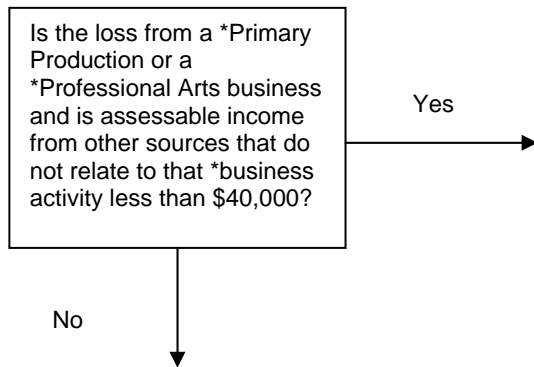 Is the loss from a *Primary
Production or a
*Professional Arts business
and is assessable income
from other sources that do
not relate to that *business
activity less than $40,000?
Yes
No